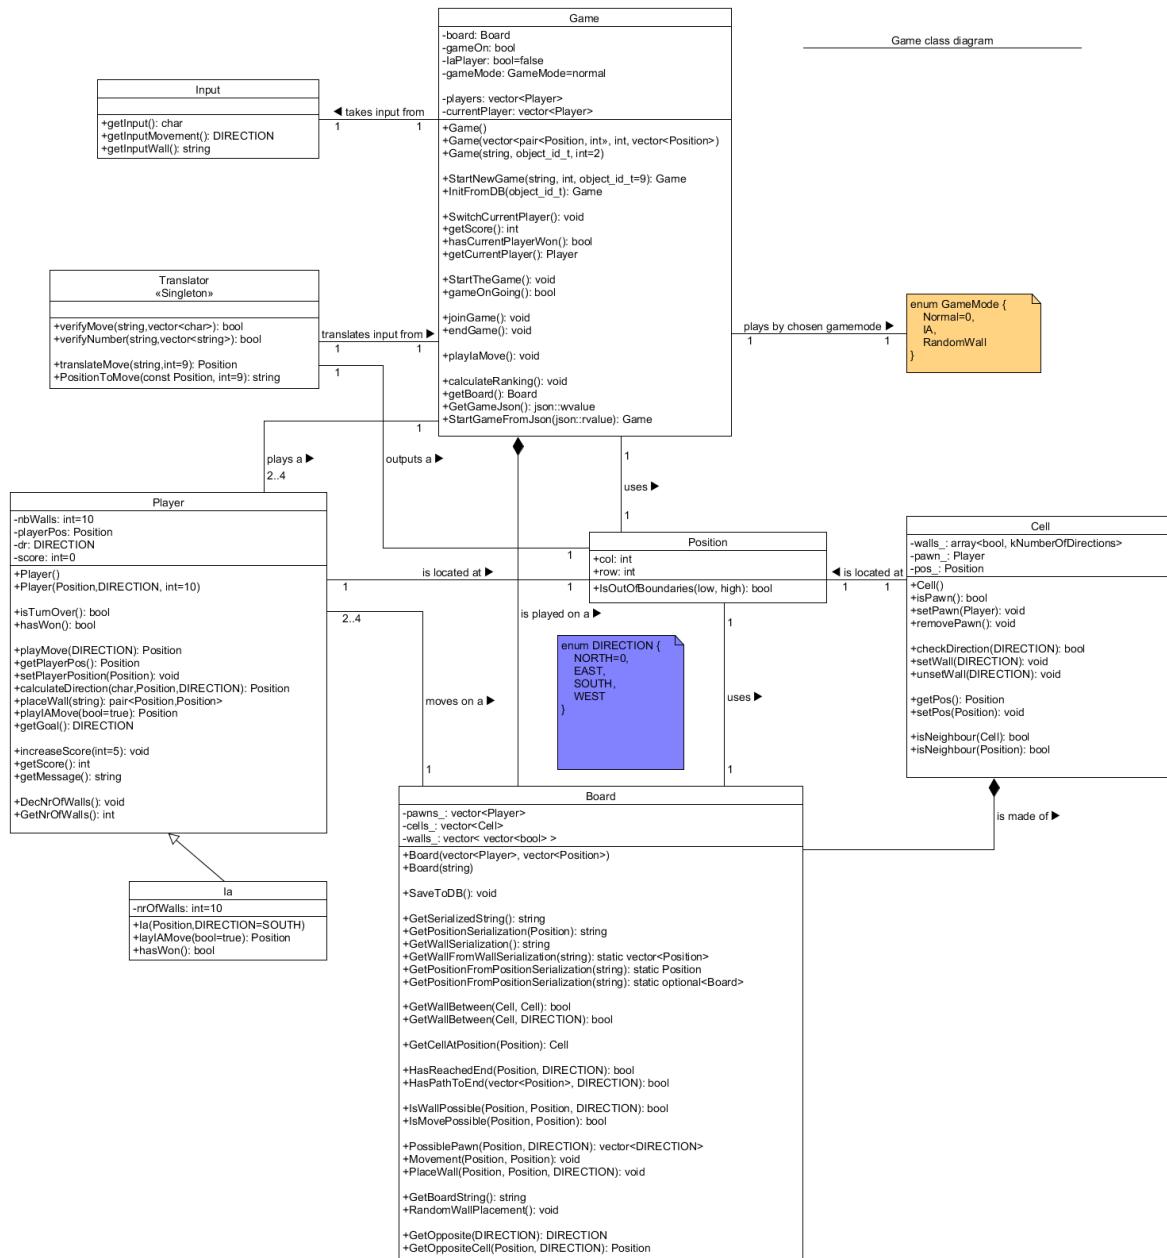 Game class diagram
Game
-board: Board
-gameOn: bool
-IaPlayer: bool=false
-gameMode: GameMode=normal
-players: vector<Player>
-currentPlayer: vector<Player>
+Game()
+Game(vector<pair<Position, int», int, vector<Position>)
+Game(string, object_id_t, int=2)
+StartNewGame(string, int, object_id_t=9): Game
+InitFromDB(object_id_t): Game
+SwitchCurrentPlayer(): void
+getScore(): int
+hasCurrentPlayerWon(): bool
+getCurrentPlayer(): Player
+StartTheGame(): void
+gameOnGoing(): bool
+joinGame(): void
+endGame(): void
+playIaMove(): void
+calculateRanking(): void
+getBoard(): Board
+GetGameJson(): json::wvalue
+StartGameFromJson(json::rvalue): Game
Input
+getInput(): char
+getInputMovement(): DIRECTION
+getInputWall(): string
◀ takes input from
1
1
Translator
«Singleton»
+verifyMove(string,vector<char>): bool
+verifyNumber(string,vector<string>): bool
+translateMove(string,int=9): Position
+PositionToMove(const Position, int=9): string
translates input from ▶
1
1
1
plays by chosen gamemode ▶
1
1
enum GameMode {
Normal=0,
IA,
RandomWall
}
1
plays a ▶
2..4
outputs a ▶
1
1
uses ▶
1
Player
-nbWalls: int=10
-playerPos: Position
-dr: DIRECTION
-score: int=0
+Player()
+Player(Position,DIRECTION, int=10)
+isTurnOver(): bool
+hasWon(): bool
+playMove(DIRECTION): Position
+getPlayerPos(): Position
+setPlayerPosition(Position): void
+calculateDirection(char,Position,DIRECTION): Position
+placeWall(string): pair<Position,Position>
+playIAMove(bool=true): Position
+getGoal(): DIRECTION
+increaseScore(int=5): void
+getScore(): int
+getMessage(): string
+DecNrOfWalls(): void
+GetNrOfWalls(): int
is located at ▶
1
1
Position
+col: int
+row: int
+IsOutOfBoundaries(low, high): bool
◀ is located at
1
1
Cell
-walls_: array<bool, kNumberOfDirections>
-pawn_: Player
-pos_: Position
+Cell()
+isPawn(): bool
+setPawn(Player): void
+removePawn(): void
+checkDirection(DIRECTION): bool
+setWall(DIRECTION): void
+unsetWall(DIRECTION): void
+getPos(): Position
+setPos(Position): void
+isNeighbour(Cell): bool
+isNeighbour(Position): bool
2..4
moves on a ▶
1
is played on a ▶
enum DIRECTION {
NORTH=0,
EAST,
SOUTH,
WEST
}
1
uses ▶
1
is made of ▶
Ia
-nrOfWalls: int=10
+Ia(Position,DIRECTION=SOUTH)
+layIAMove(bool=true): Position
+hasWon(): bool
Board
-pawns_: vector<Player>
-cells_: vector<Cell>
-walls_: vector< vector<bool> >
+Board(vector<Player>, vector<Position>)
+Board(string)
+SaveToDB(): void
+GetSerializedString(): string
+GetPositionSerialization(Position): string
+GetWallSerialization(): string
+GetWallFromWallSerialization(string): static vector<Position>
+GetPositionFromPositionSerialization(string): static Position
+GetPositionFromPositionSerialization(string): static optional<Board>
+GetWallBetween(Cell, Cell): bool
+GetWallBetween(Cell, DIRECTION): bool
+GetCellAtPosition(Position): Cell
+HasReachedEnd(Position, DIRECTION): bool
+HasPathToEnd(vector<Position>, DIRECTION): bool
+IsWallPossible(Position, Position, DIRECTION): bool
+IsMovePossible(Position, Position): bool
+PossiblePawn(Position, DIRECTION): vector<DIRECTION>
+Movement(Position, Position): void
+PlaceWall(Position, Position, DIRECTION): void
+GetBoardString(): string
+RandomWallPlacement(): void
+GetOpposite(DIRECTION): DIRECTION
+GetOppositeCell(Position, DIRECTION): Position